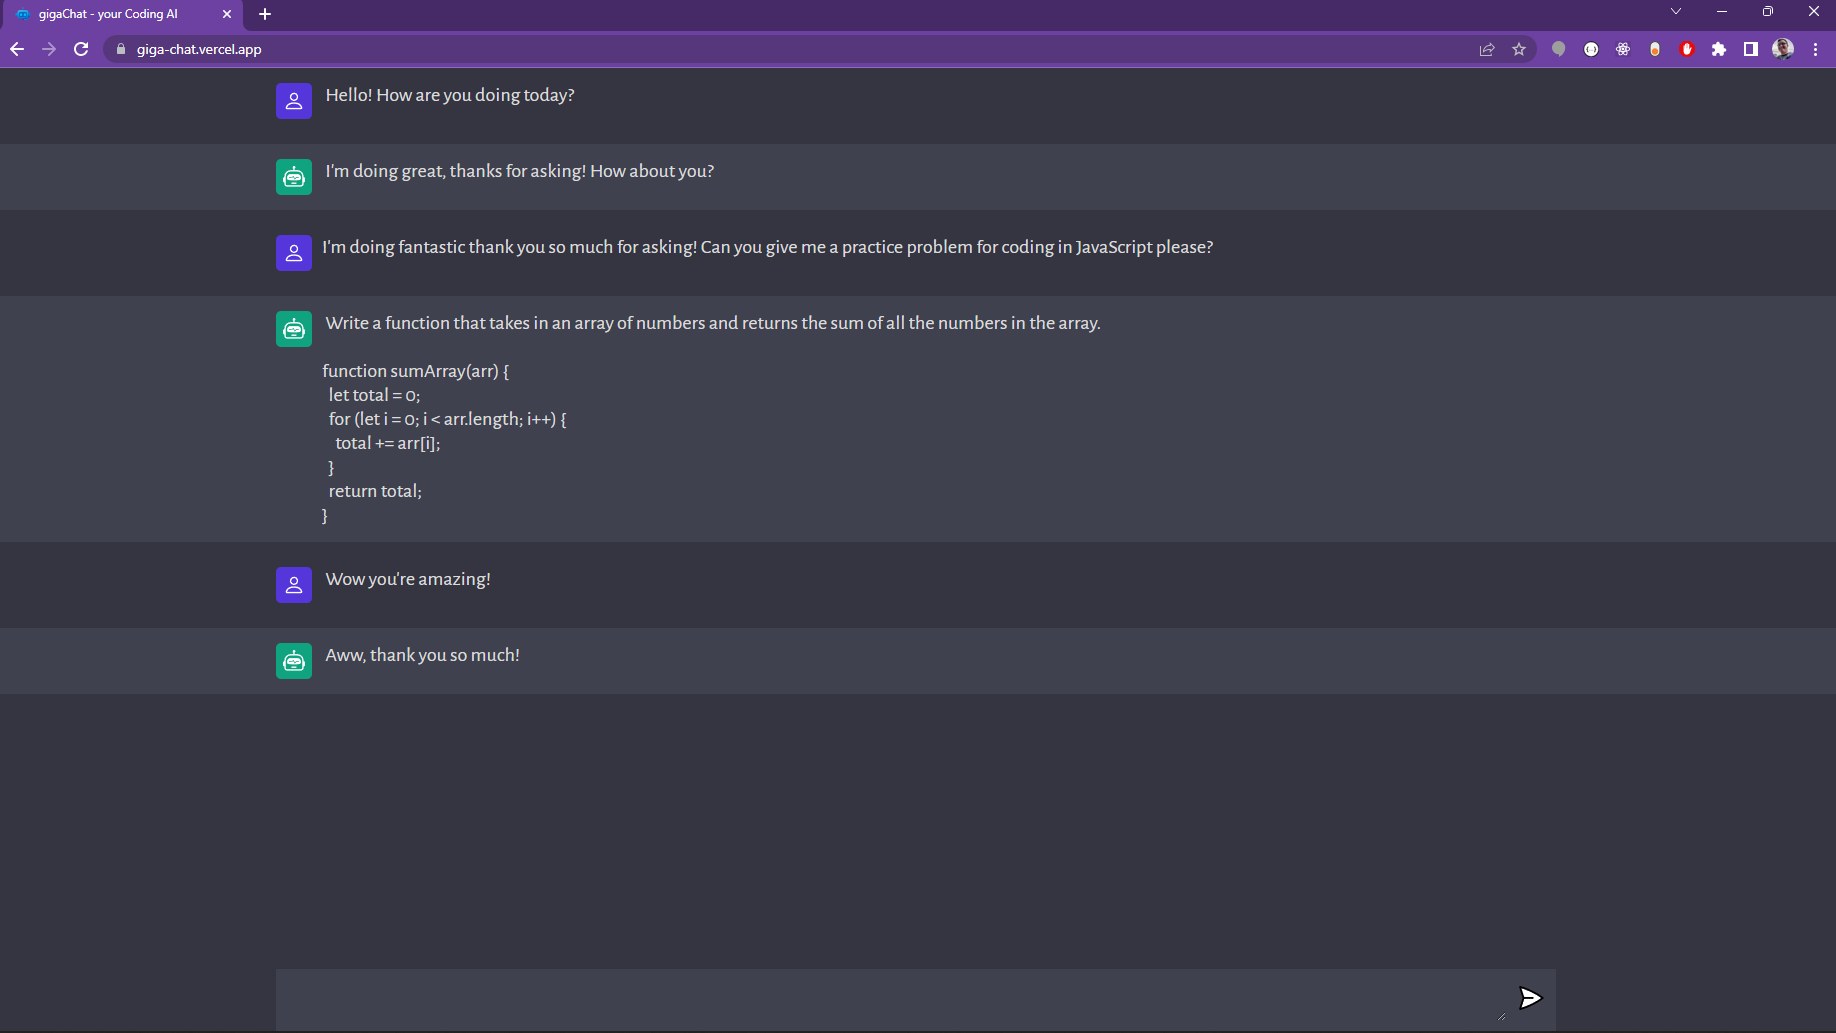 gigaChat - your Coding AI
giga-chat.vercel.app
Hello! How are you doing today?
I'm doing great, thanks for asking! How about you?
I'm doing fantastic thank you so much for asking! Can you give me a practice problem for coding in JavaScript please?
Write a function that takes in an array of numbers and returns the sum of all the numbers in the array.
function sumArray(arr) {
let total = 0;
for (let i = 0; i < arr.length; i++) {
total += arr[i];
}
return total;
}
Wow you're amazing!
Aww, thank you so much!